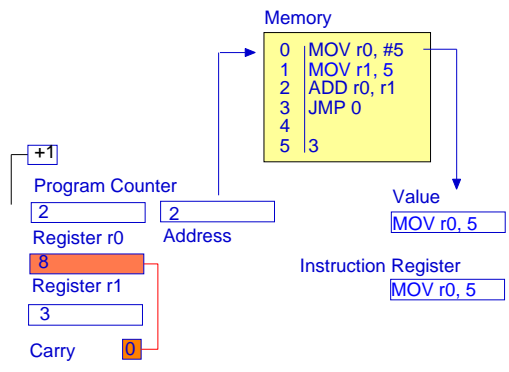 Memory
0 MOV r0, #5
1 MOV r1, 5
2 ADD r0, r1
3 JMP 0
4
5 3
+1
Program Counter
2
2
Address
Register r0
8
Register r1
3
Carry 0
Value
MOV r0, 5
Instruction Register
MOV r0, 5